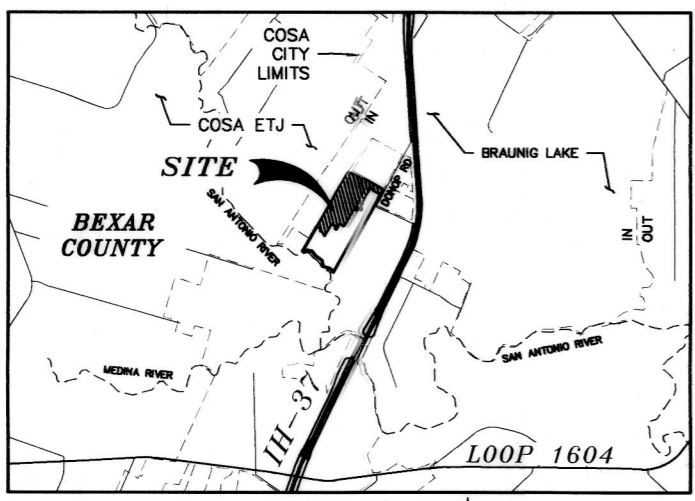 COSA
CITY
LIMITS
OUT
IN
COSA ETJ
BRAUNIG LAKE
SITE
DONOP RD
SAN ANTONIO RIVER
BEXAR
COUNTY
IN
OUT
MEDINA RIVER
SAN ANTONIO RIVER
IH-37
LOOP 1604